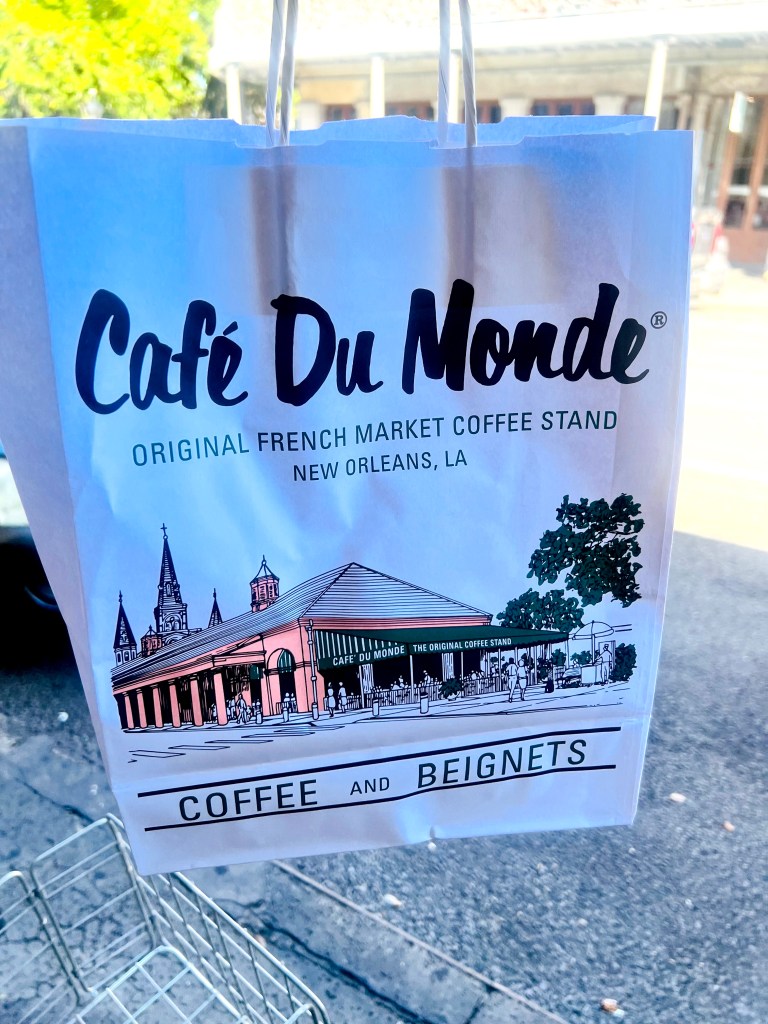 Café Du Monde®
ORIGINAL FRENCH MARKET COFFEE STAND
NEW ORLEANS, LA
CAFE' DU MONDE THE ORIGINAL COFFEE STAND
COFFEE AND BEIGNETS